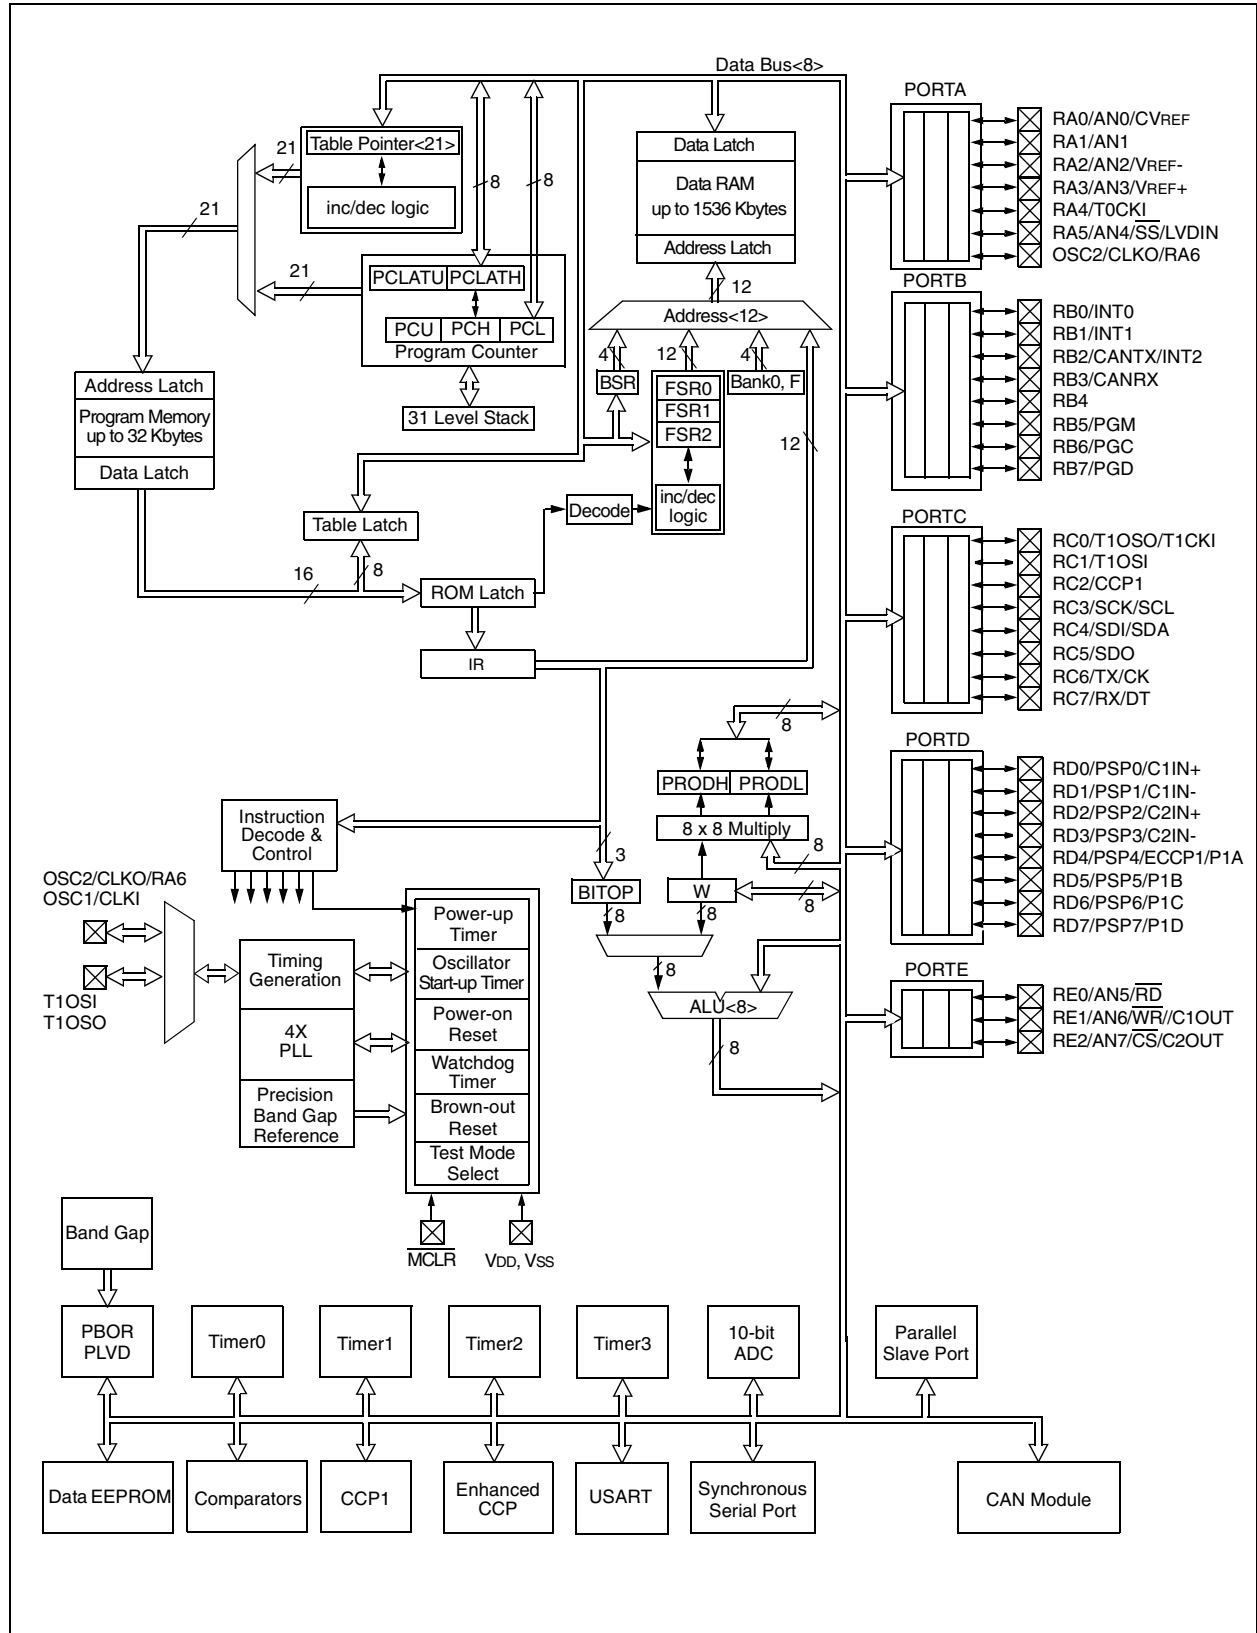 Data Bus<8>
Table Pointer<21>
21
inc/dec logic
8
8
21
21
PCLATU PCLATH
PCU PCH PCL
Program Counter
31 Level Stack
Data Latch
Data RAM
up to 1536 Kbytes
Address Latch
12
Address<12>
4
12
4
BSR
FSR0
FSR1
FSR2
Bank0, F
12
inc/dec
logic
Address Latch
Program Memory
up to 32 Kbytes
Data Latch
Table Latch
Decode
16
8
ROM Latch
IR
8
PRODH PRODL
8 x 8 Multiply
Instruction
Decode &
Control
3
8
BITOP
W
8
8
8
8
ALU<8>
8
OSC2/CLKO/RA6
OSC1/CLKI
T1OSI
T1OSO
Timing
Generation
4X
PLL
Precision
Band Gap
Reference
Power-up
Timer
Oscillator
Start-up Timer
Power-on
Reset
Watchdog
Timer
Brown-out
Reset
Test Mode
Select
MCLR
VDD, VSS
PORTA
RA0/AN0/CVREF
RA1/AN1
RA2/AN2/VREF-
RA3/AN3/VREF+
RA4/T0CKI
RA5/AN4/SS/LVDIN
OSC2/CLKO/RA6
PORTB
RB0/INT0
RB1/INT1
RB2/CANTX/INT2
RB3/CANRX
RB4
RB5/PGM
RB6/PGC
RB7/PGD
PORTC
RC0/T1OSO/T1CKI
RC1/T1OSI
RC2/CCP1
RC3/SCK/SCL
RC4/SDI/SDA
RC5/SDO
RC6/TX/CK
RC7/RX/DT
PORTD
RD0/PSP0/C1IN+
RD1/PSP1/C1IN-
RD2/PSP2/C2IN+
RD3/PSP3/C2IN-
RD4/PSP4/ECCP1/P1A
RD5/PSP5/P1B
RD6/PSP6/P1C
RD7/PSP7/P1D
PORTE
RE0/AN5/RD
RE1/AN6/WR//C1OUT
RE2/AN7/CS/C2OUT
Band Gap
PBOR
PLVD
Timer0
Timer1
Timer2
Timer3
10-bit
ADC
Parallel
Slave Port
Data EEPROM
Comparators
CCP1
Enhanced
CCP
USART
Synchronous
Serial Port
CAN Module